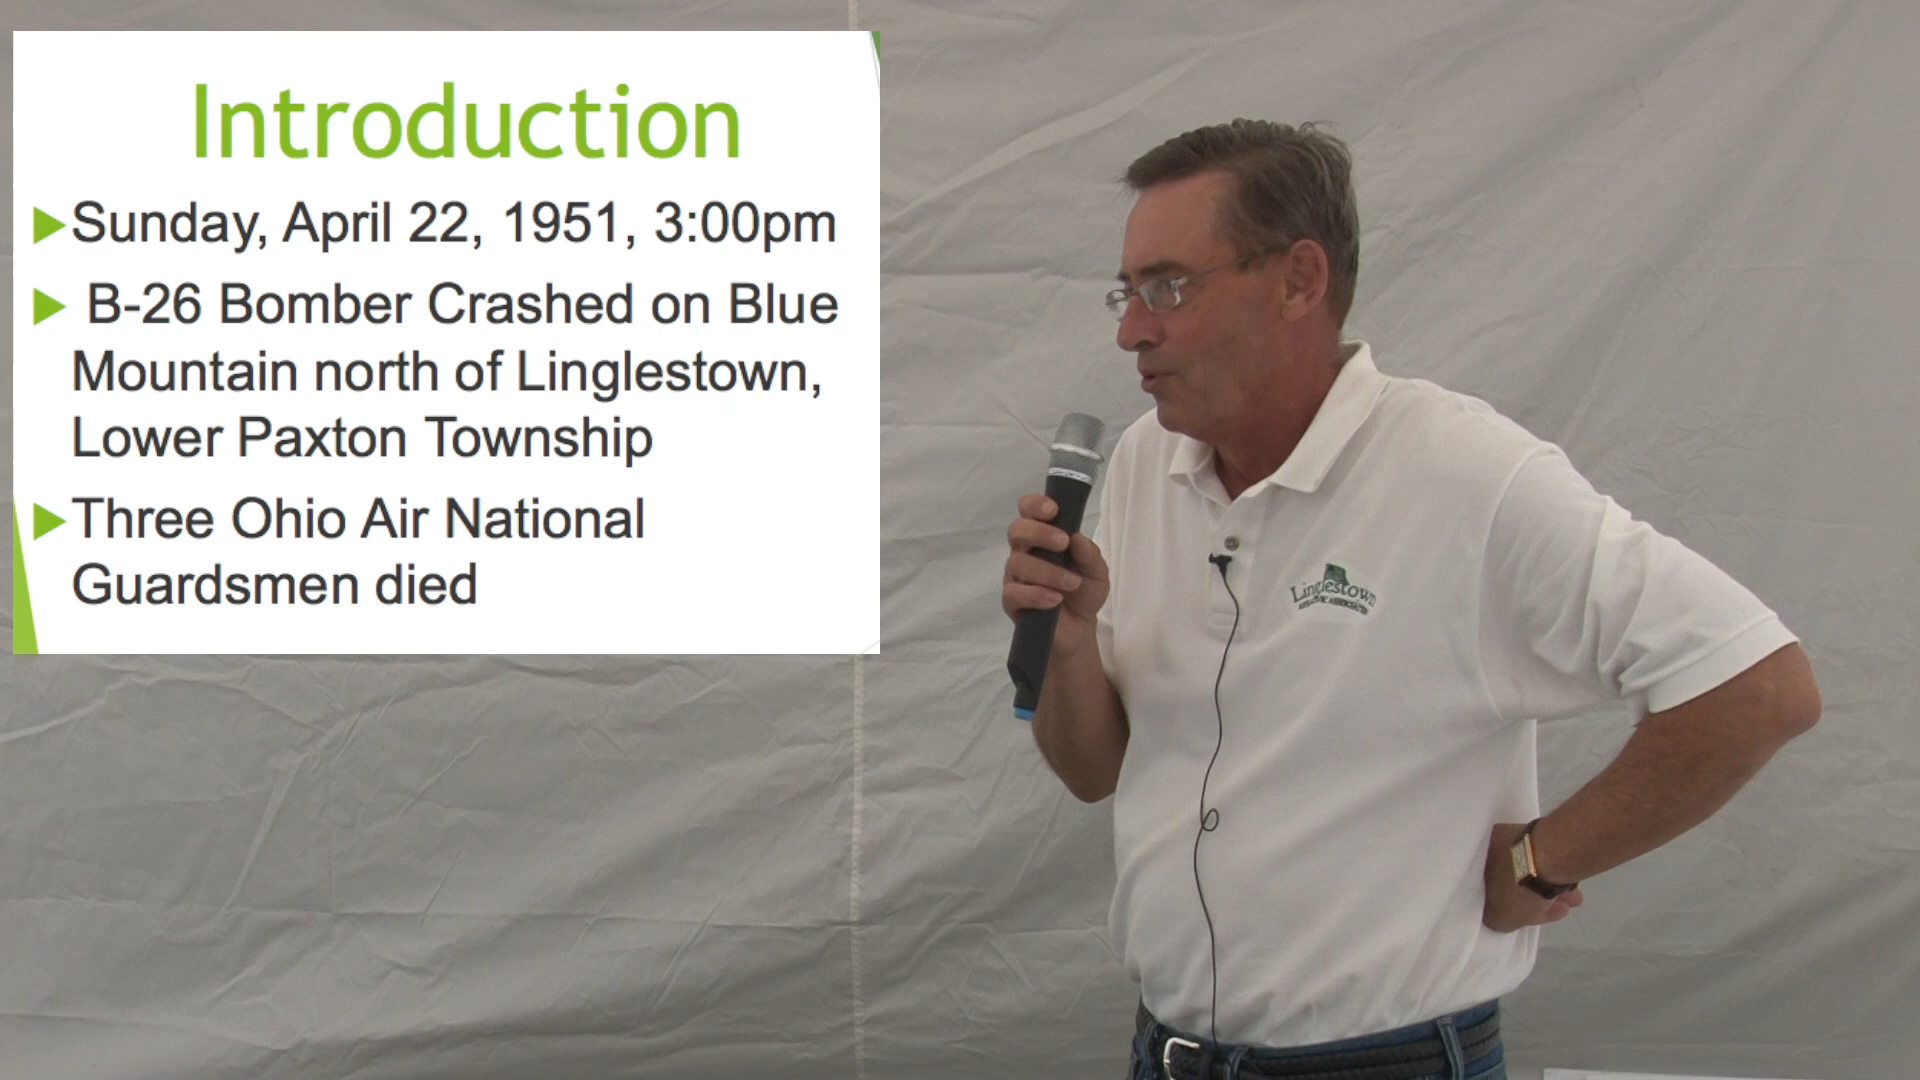 Introduction
Sunday, April 22, 1951, 3:00pm
B-26 Bomber Crashed on Blue
Mountain north of Linglestown,
Lower Paxton Township
Three Ohio Air National
Guardsmen died
Linglestown